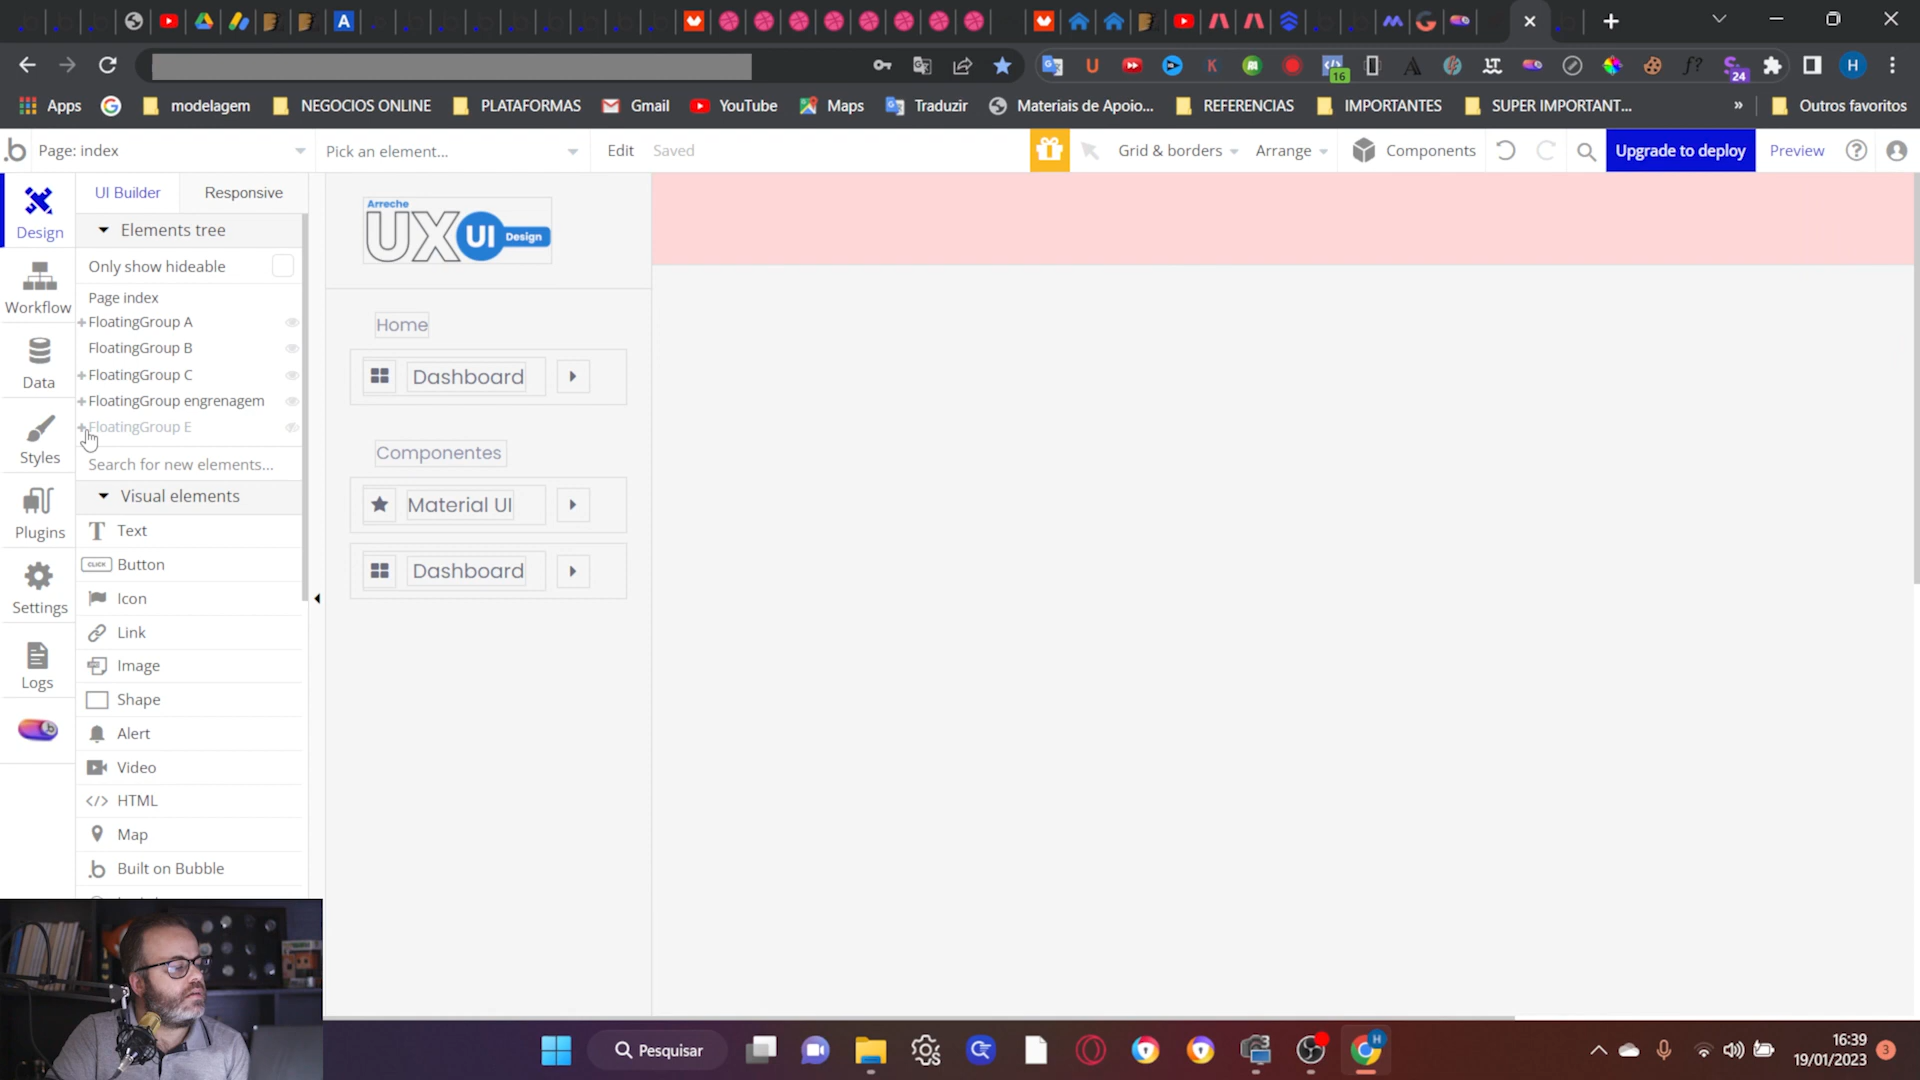 Apps
modelagem
NEGOCIOS ONLINE
PLATAFORMAS
Gmail
YouTube
Maps
Traduzir
Materiais de Apoio...
REFERENCIAS
IMPORTANTES
SUPER IMPORTANT...
»
Outros favoritos
Page: index
Pick an element...
Edit
Saved
Grid & borders
Arrange
Components
Upgrade to deploy
Preview
Design
Workflow
Data
Styles
Plugins
Settings
Logs
UI Builder
Responsive
Elements tree
Only show hideable
Page index
FloatingGroup A
FloatingGroup B
FloatingGroup C
FloatingGroup engrenagem
FloatingGroup E
Search for new elements...
Visual elements
Text
CLICK Button
Icon
Link
Image
Shape
Alert
Video
</> HTML
Map
Built on Bubble
Arreche
UX UI Design
Home
Dashboard
Componentes
Material UI
Dashboard
Pesquisar
16:39
19/01/2023
3
16
24
H